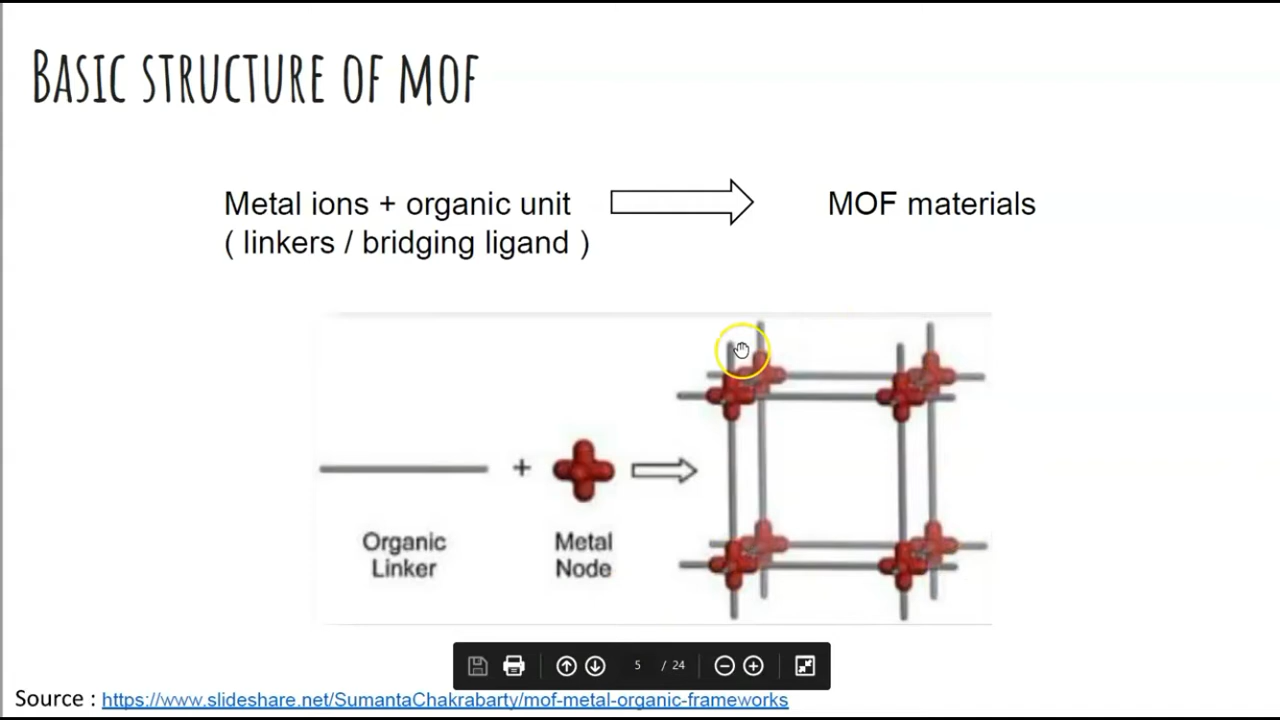 BASIC STRUCTURE OF MOF
Metal ions + organic unit
( linkers / bridging ligand )
MOF materials
+
Organic
Linker
Metal
Node
5 / 24
Source : https://www.slideshare.net/SumantaChakrabarty/mof-metal-organic-frameworks